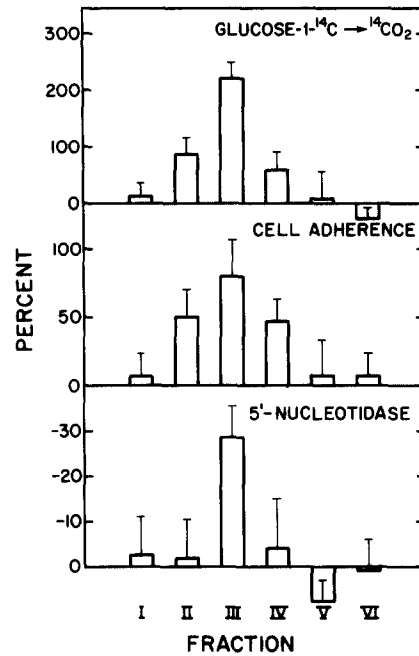 GLUCOSE-1-¹⁴C → ¹⁴CO₂
300
200
100
0
CELL ADHERENCE
100
50
0
PERCENT
5'-NUCLEOTIDASE
-30
-20
-10
0
I II III IV V VI
FRACTION